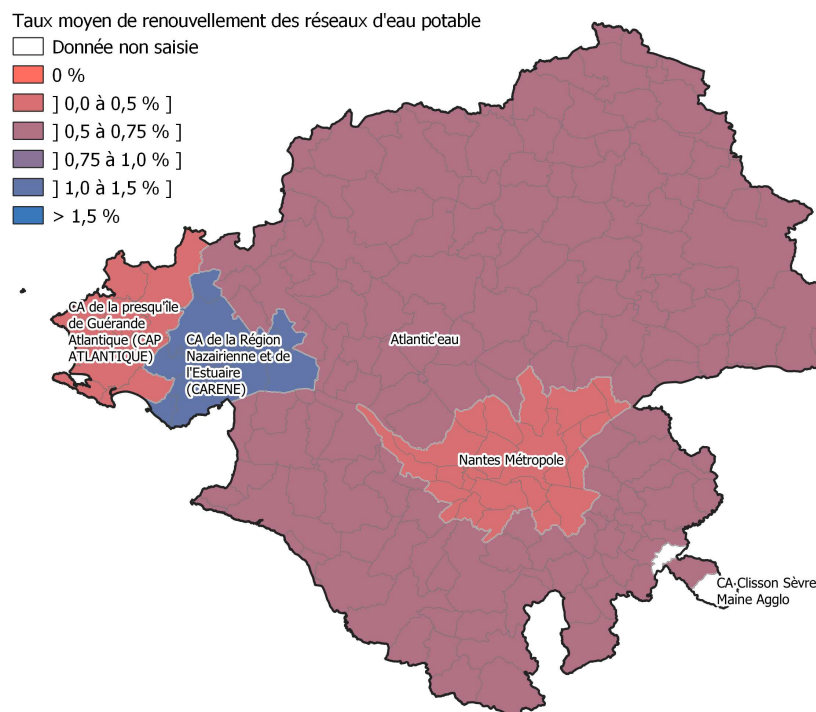 Taux moyen de renouvellement des réseaux d'eau potable
Donnée non saisie
0 %
] 0,0 à 0,5 % ]
] 0,5 à 0,75 % ]
] 0,75 à 1,0 % ]
] 1,0 à 1,5 % ]
> 1,5 %
CA de la presqu'île
de Guérande
Atlantique (CAP
ATLANTIQUE)
CA de la Région
Nazairienne et de
l'Estuaire
(CARENE)
Atlantic'eau
Nantes Métropole
CA Clisson Sèvre
Maine Agglo